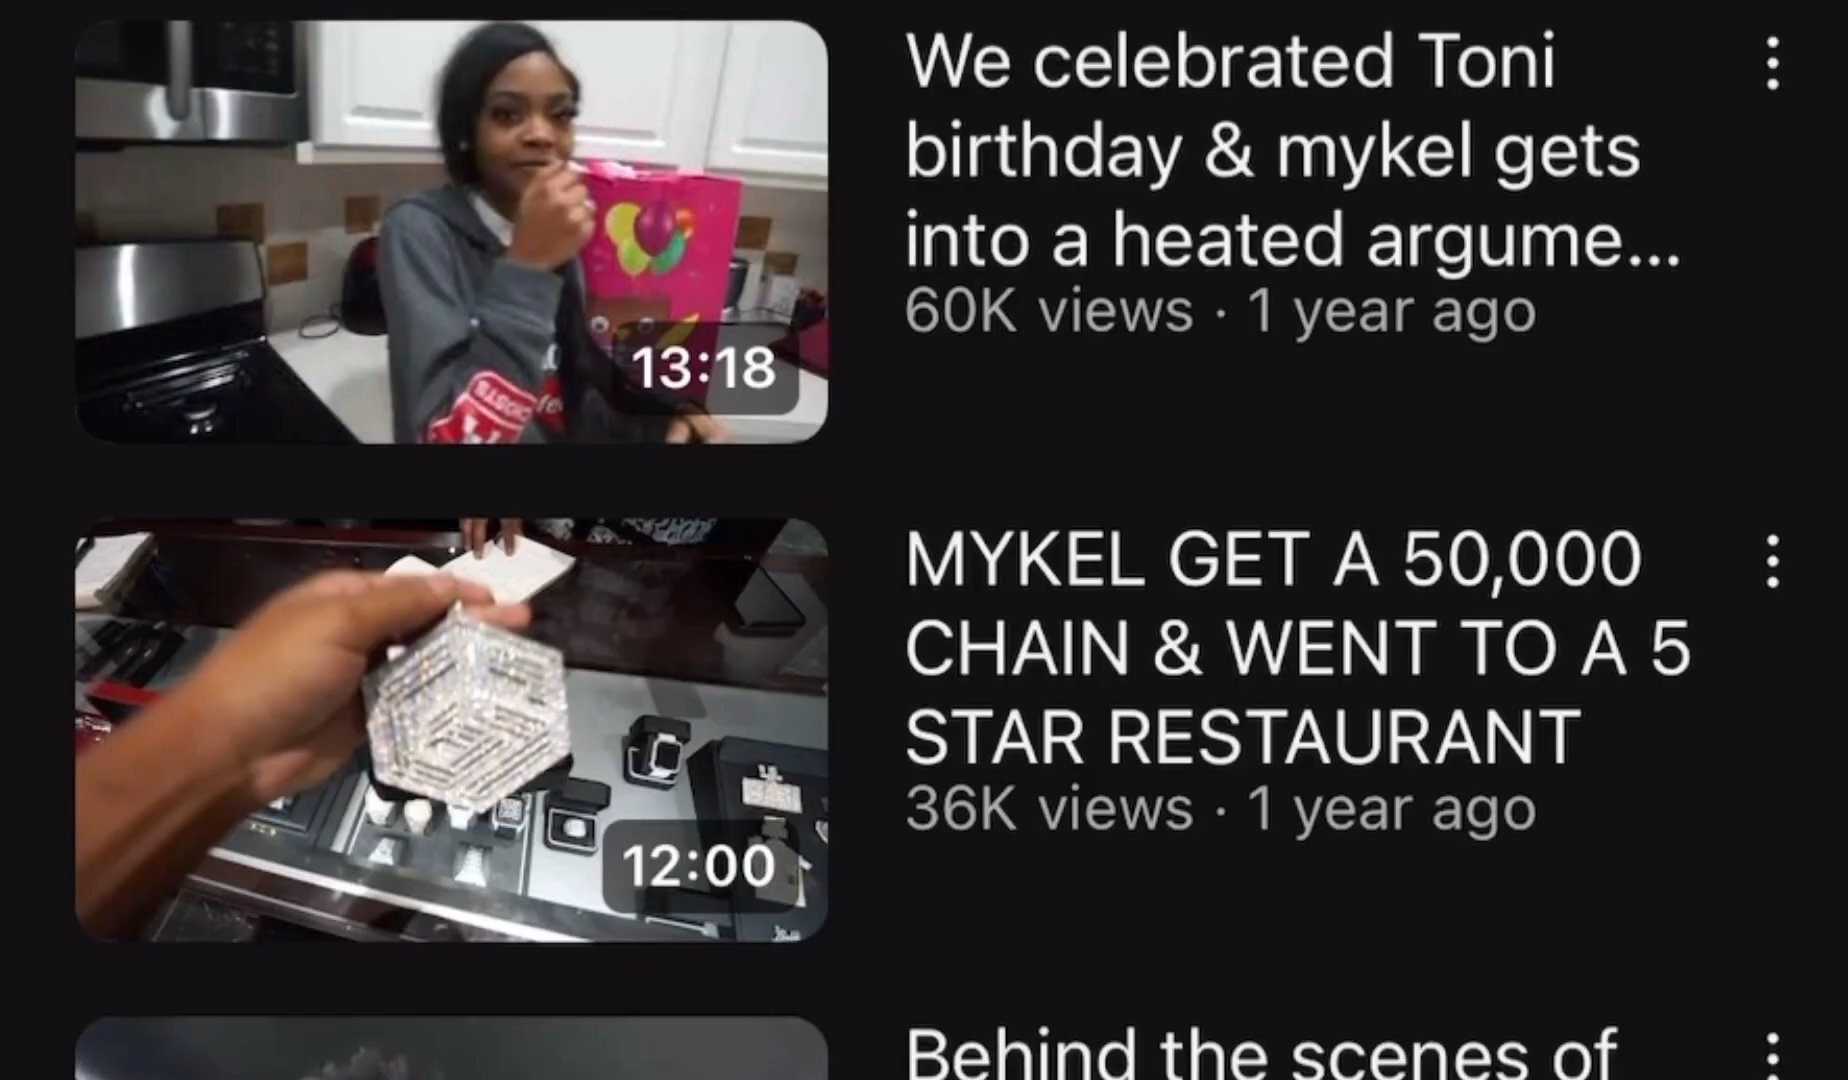 We celebrated Toni
birthday & mykel gets
into a heated argume...
60K views · 1 year ago
13:18
MYKEL GET A 50,000
CHAIN & WENT TO A 5
STAR RESTAURANT
36K views · 1 year ago
12:00
Behind the scenes of